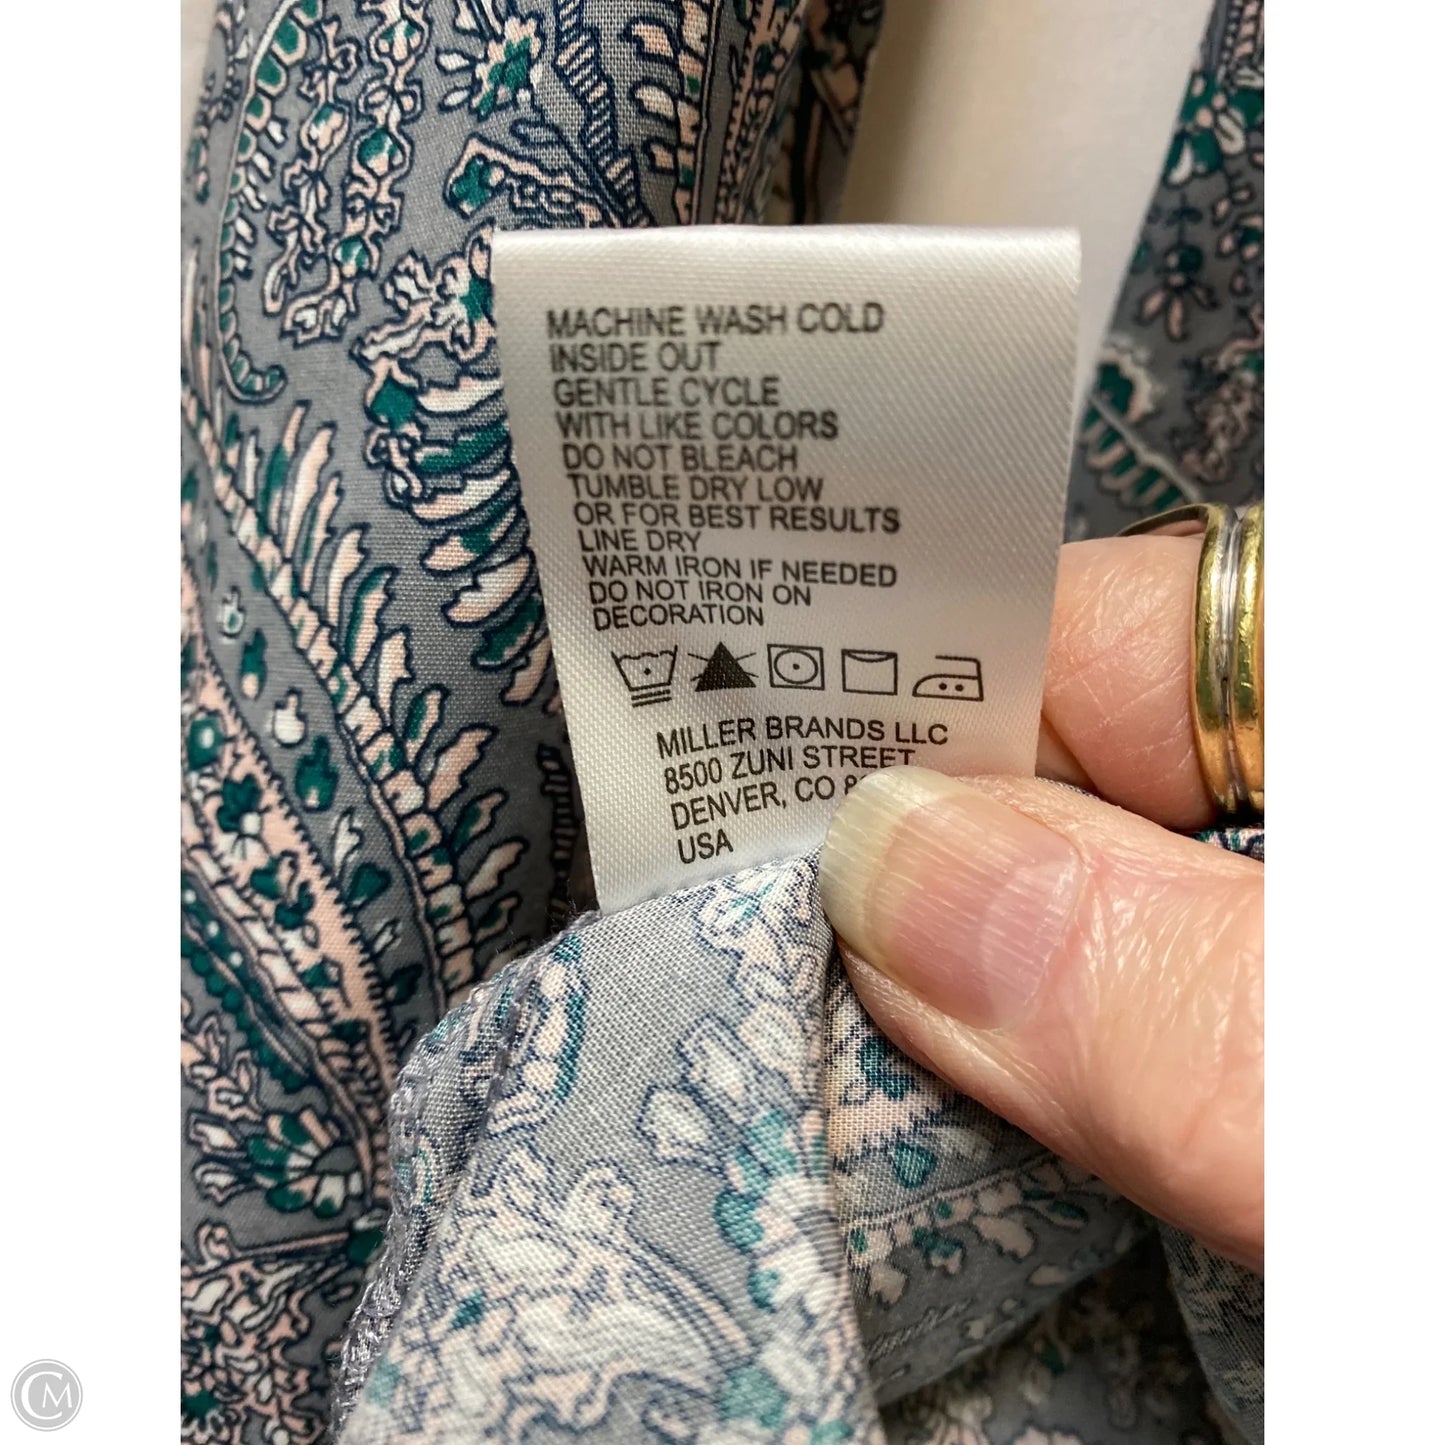 MACHINE WASH COLD
INSIDE OUT
GENTLE CYCLE
WITH LIKE COLORS
DO NOT BLEACH
TUMBLE DRY LOW
OR FOR BEST RESULTS
LINE DRY
WARM IRON IF NEEDED
DO NOT IRON ON
DECORATION
MILLER BRANDS LLC
8500 ZUNI STREET
DENVER, CO
USA
CM